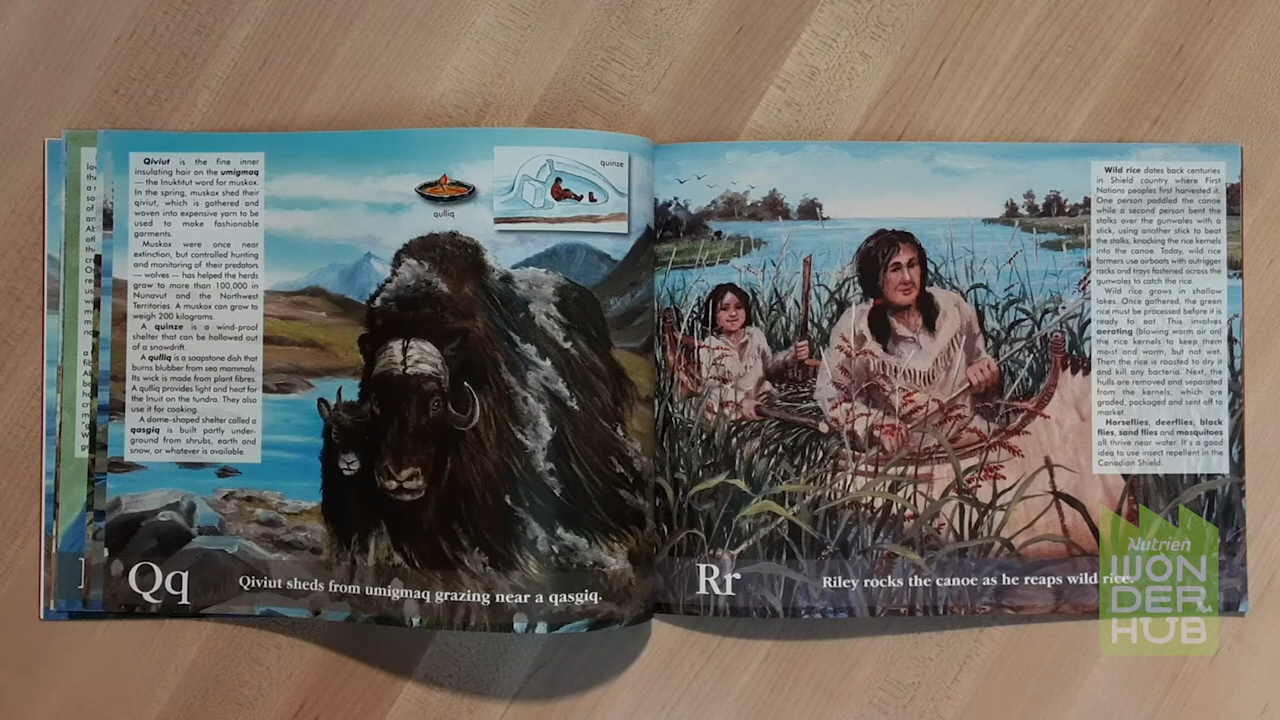 Qiviut is the fine inner
insulating hair on the umigmaq
— the Inuktitut word for muskox.
In the spring, muskox shed their
qiviut, which is gathered and
woven into expensive yarn to be
used to make fashionable
garments.
Muskox were once near
extinction, but controlled hunting
and monitoring of their predators
— wolves — has helped the herds
grow to more than 100,000 in
Nunavut and the Northwest
Territories. A muskox can grow to
weigh 200 kilograms.
A quinze is a wind-proof
shelter that can be hollowed out
of a snowdrift.
A qulliq is a soapstone dish that
burns blubber from sea mammals.
Its wick is made from plant fibres.
A qulliq provides light and heat for
the Inuit on the tundra. They also
use it for cooking.
A dome-shaped shelter called a
qasgiq is built partly under-
ground from shrubs, earth and
snow, or whatever is available.
qulliq
quinze
Qq
Qiviut sheds from umigmaq grazing near a qasgiq.
Wild rice dates back centuries
in Shield country where First
Nations peoples first harvested it.
One person paddled the canoe
while a second person bent the
stalks over the gunwales with a
stick, using another stick to beat
the stalks, knocking the rice kernels
into the canoe. Today, wild rice
farmers use airboats with outrigger
racks and trays fastened across the
gunwales to catch the rice.
Wild rice grows in shallow
lakes. Once gathered, the green
rice must be processed before it is
ready to eat. This involves
aerating (blowing warm air on)
the rice kernels to keep them
moist and warm, but not wet.
Then the rice is roasted to dry it
and kill any bacteria. Next, the
hulls are removed and separated
from the kernels, which are
graded, packaged and sent off to
market.
Horseflies, deerflies, black
flies, sand flies and mosquitoes
all thrive near water. It's a good
idea to use insect repellent in the
Canadian Shield.
Rr
Riley rocks the canoe as he reaps wild rice.
Nutrien
WON
DER
HUB